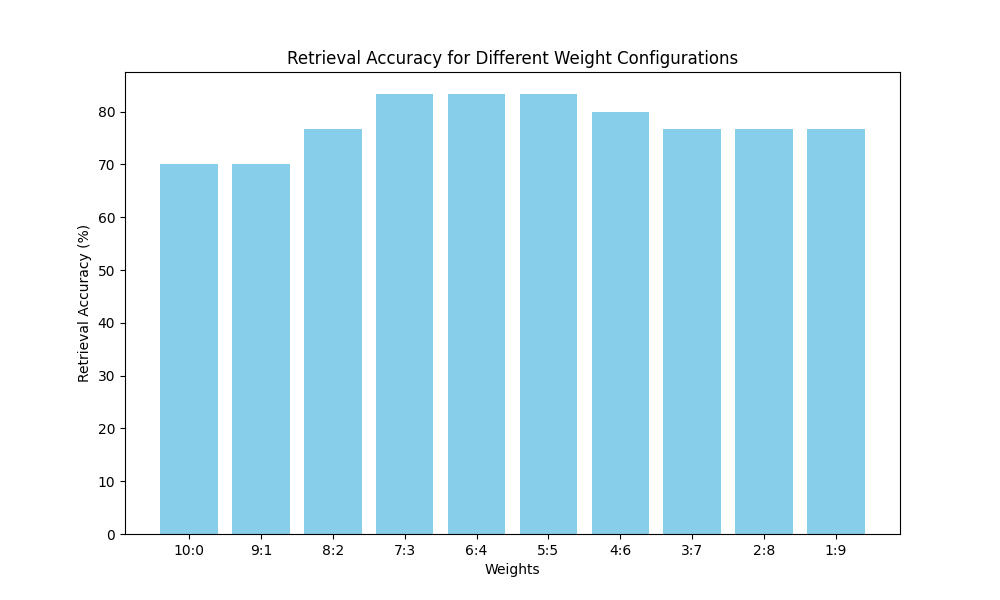 Retrieval Accuracy for Different Weight Configurations
Retrieval Accuracy (%)
80
70
60
50
40
30
20
10
0
10:0 9:1 8:2 7:3 6:4 5:5 4:6 3:7 2:8 1:9
Weights